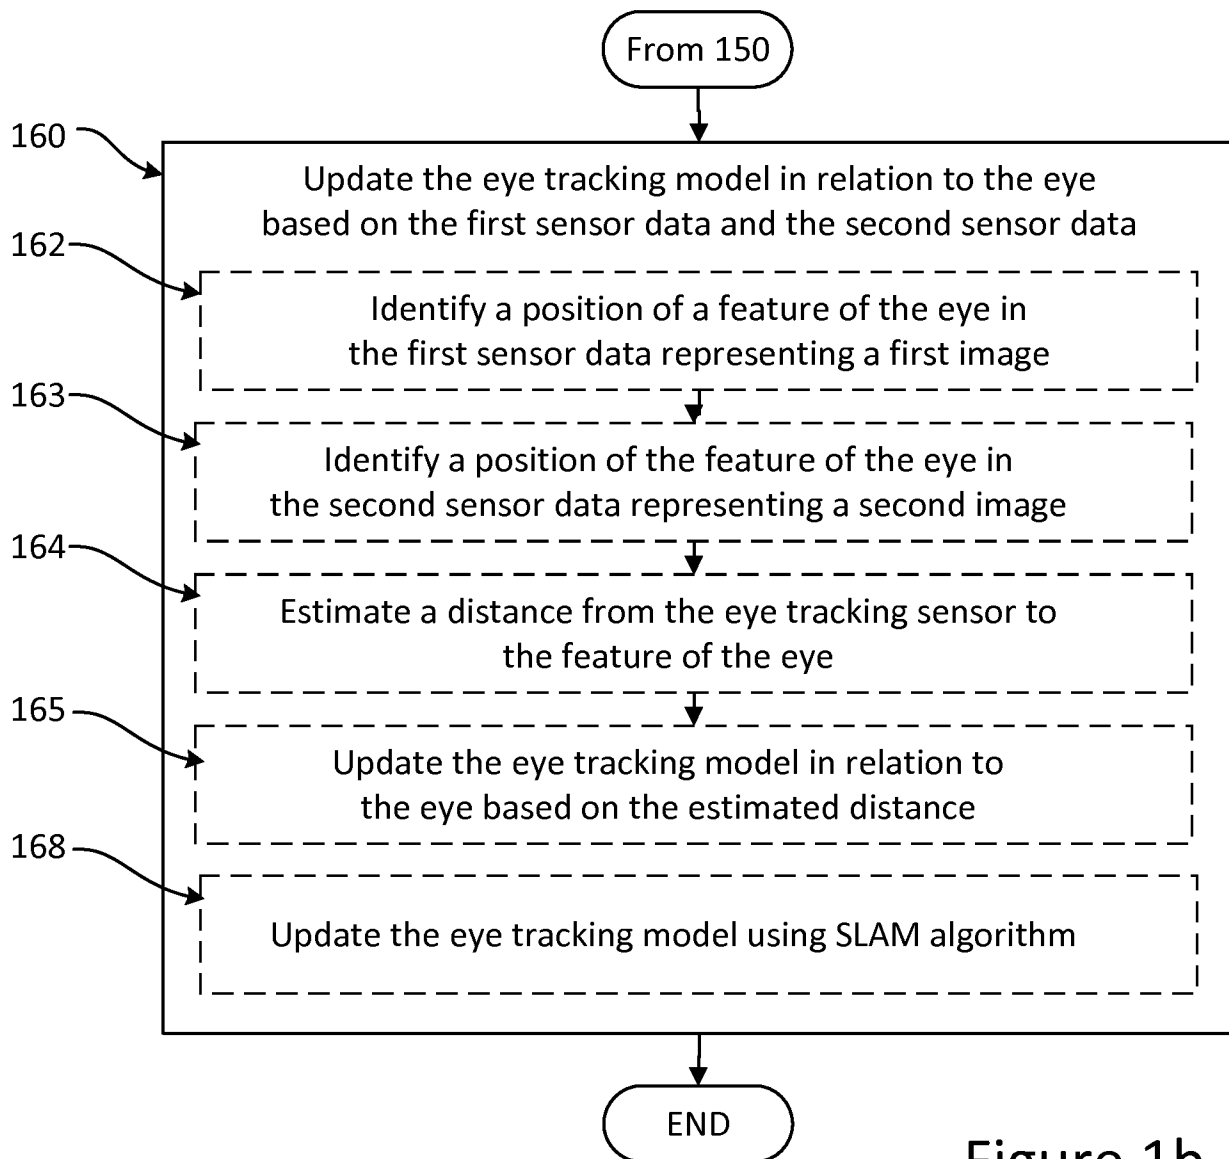 From 150
160
Update the eye tracking model in relation to the eye
based on the first sensor data and the second sensor data
162
Identify a position of a feature of the eye in
the first sensor data representing a first image
163
Identify a position of the feature of the eye in
the second sensor data representing a second image
164
Estimate a distance from the eye tracking sensor to
the feature of the eye
165
Update the eye tracking model in relation to
the eye based on the estimated distance
168
Update the eye tracking model using SLAM algorithm
END
Figure 1b